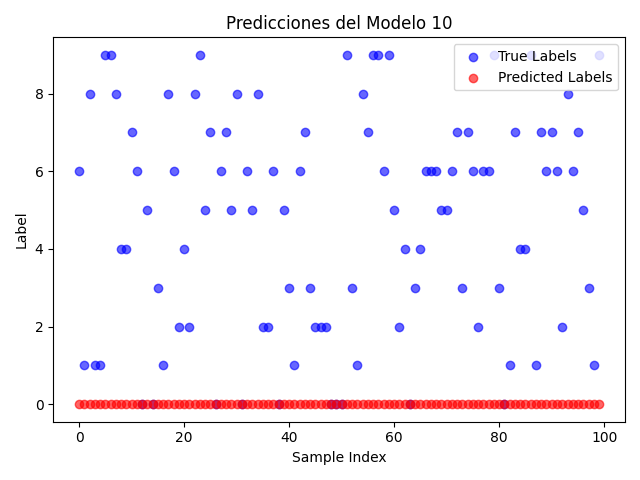 Predicciones del Modelo 10
True Labels
Predicted Labels
Label
8
6
4
2
0
0 20 40 60 80 100
Sample Index